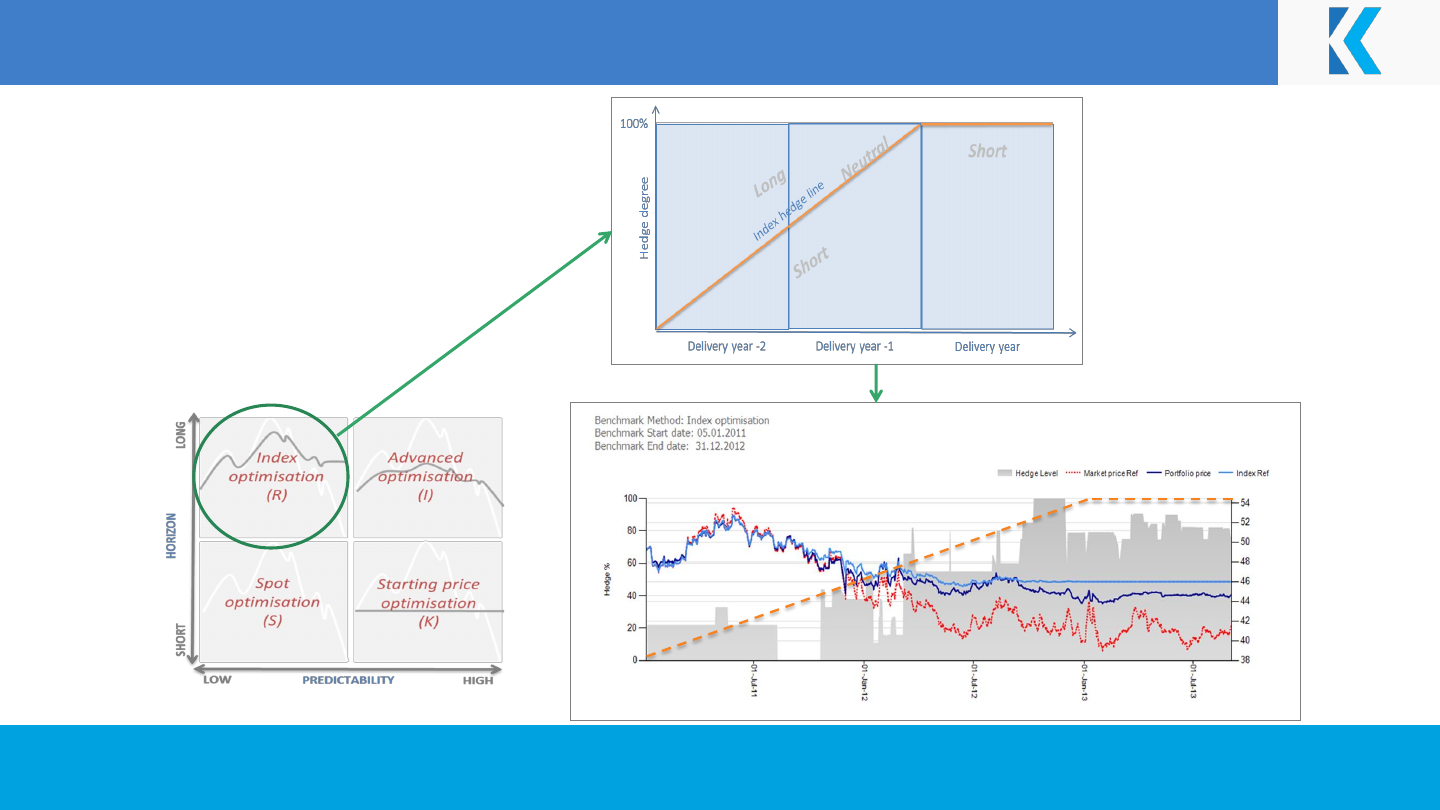 100%
Hedge degree
Long
Neutral
Short
Index hedge line
Short
Delivery year -2
Delivery year -1
Delivery year
LONG
HORIZON
SHORT
Index
optimisation
(R)
Advanced
optimisation
(I)
Spot
optimisation
(S)
Starting price
optimisation
(K)
LOW
PREDICTABILITY
HIGH
Benchmark Method: Index optimisation
Benchmark Start date: 05.01.2011
Benchmark End date: 31.12.2012
Hedge Level
Market price Ref
Portfolio price
Index Ref
Hedge %
100
80
60
40
20
0
54
52
50
48
46
44
42
40
38
01-Jul-11
01-Jan-12
01-Jul-12
01-Jan-13
01-Jul-13